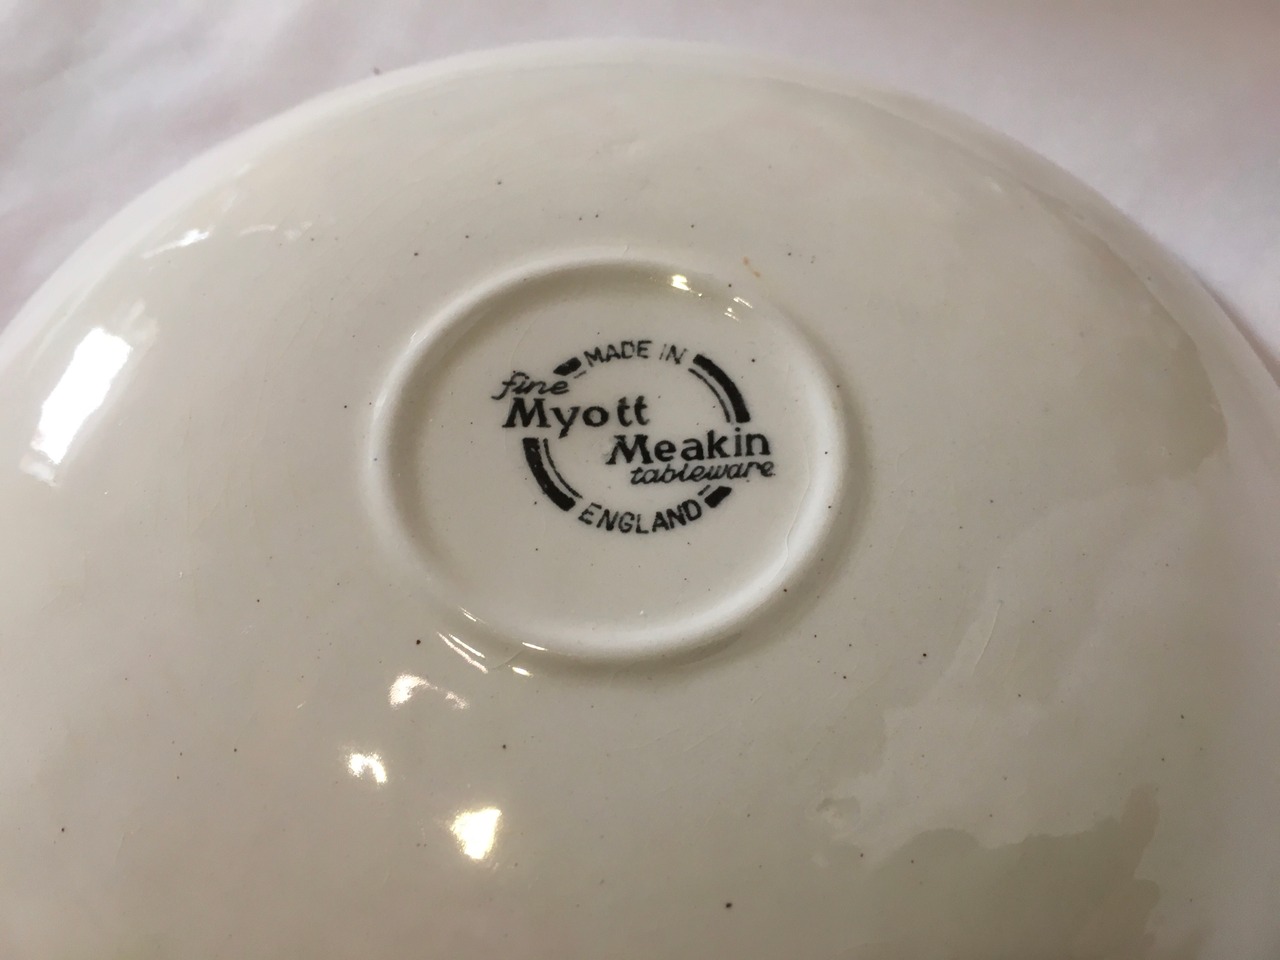 MADE IN
fine
Myott
Meakin
tableware
ENGLAND